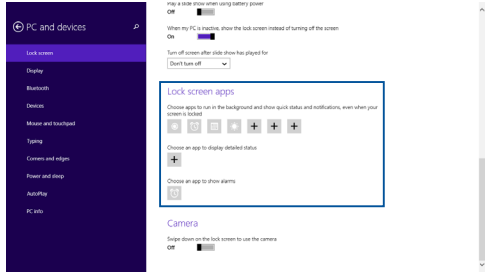 PC and devices
Lock screen
Display
Bluetooth
Devices
Mouse and touchpad
Typing
Corners and edges
Power and sleep
AutoPlay
PC info
Play a slide show when using battery power
Off
When my PC is inactive, show the lock screen instead of turning off the screen
On
Turn off screen after slide show has played for
Don't turn off
Lock screen apps
Choose apps to run in the background and show quick status and notifications, even when your
screen is locked
Choose an app to display detailed status
Choose an app to show alarms
Camera
Swipe down on the lock screen to use the camera
Off